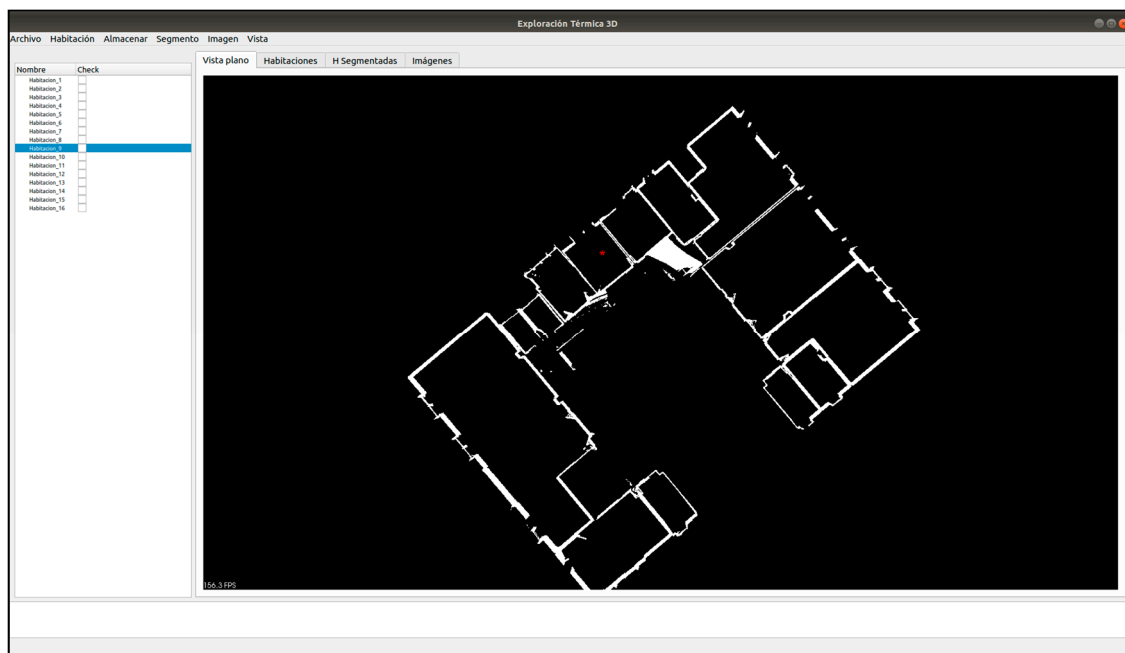 Exploración Térmica 3D
Archivo Habitación Almacenar Segmento Imagen Vista
Vista plano Habitaciones H Segmentadas Imágenes
Nombre Check
Habitacion_1
Habitacion_2
Habitacion_3
Habitacion_4
Habitacion_5
Habitacion_6
Habitacion_7
Habitacion_8
Habitacion_9
Habitacion_10
Habitacion_11
Habitacion_12
Habitacion_13
Habitacion_14
Habitacion_15
Habitacion_16
156.3 FPS